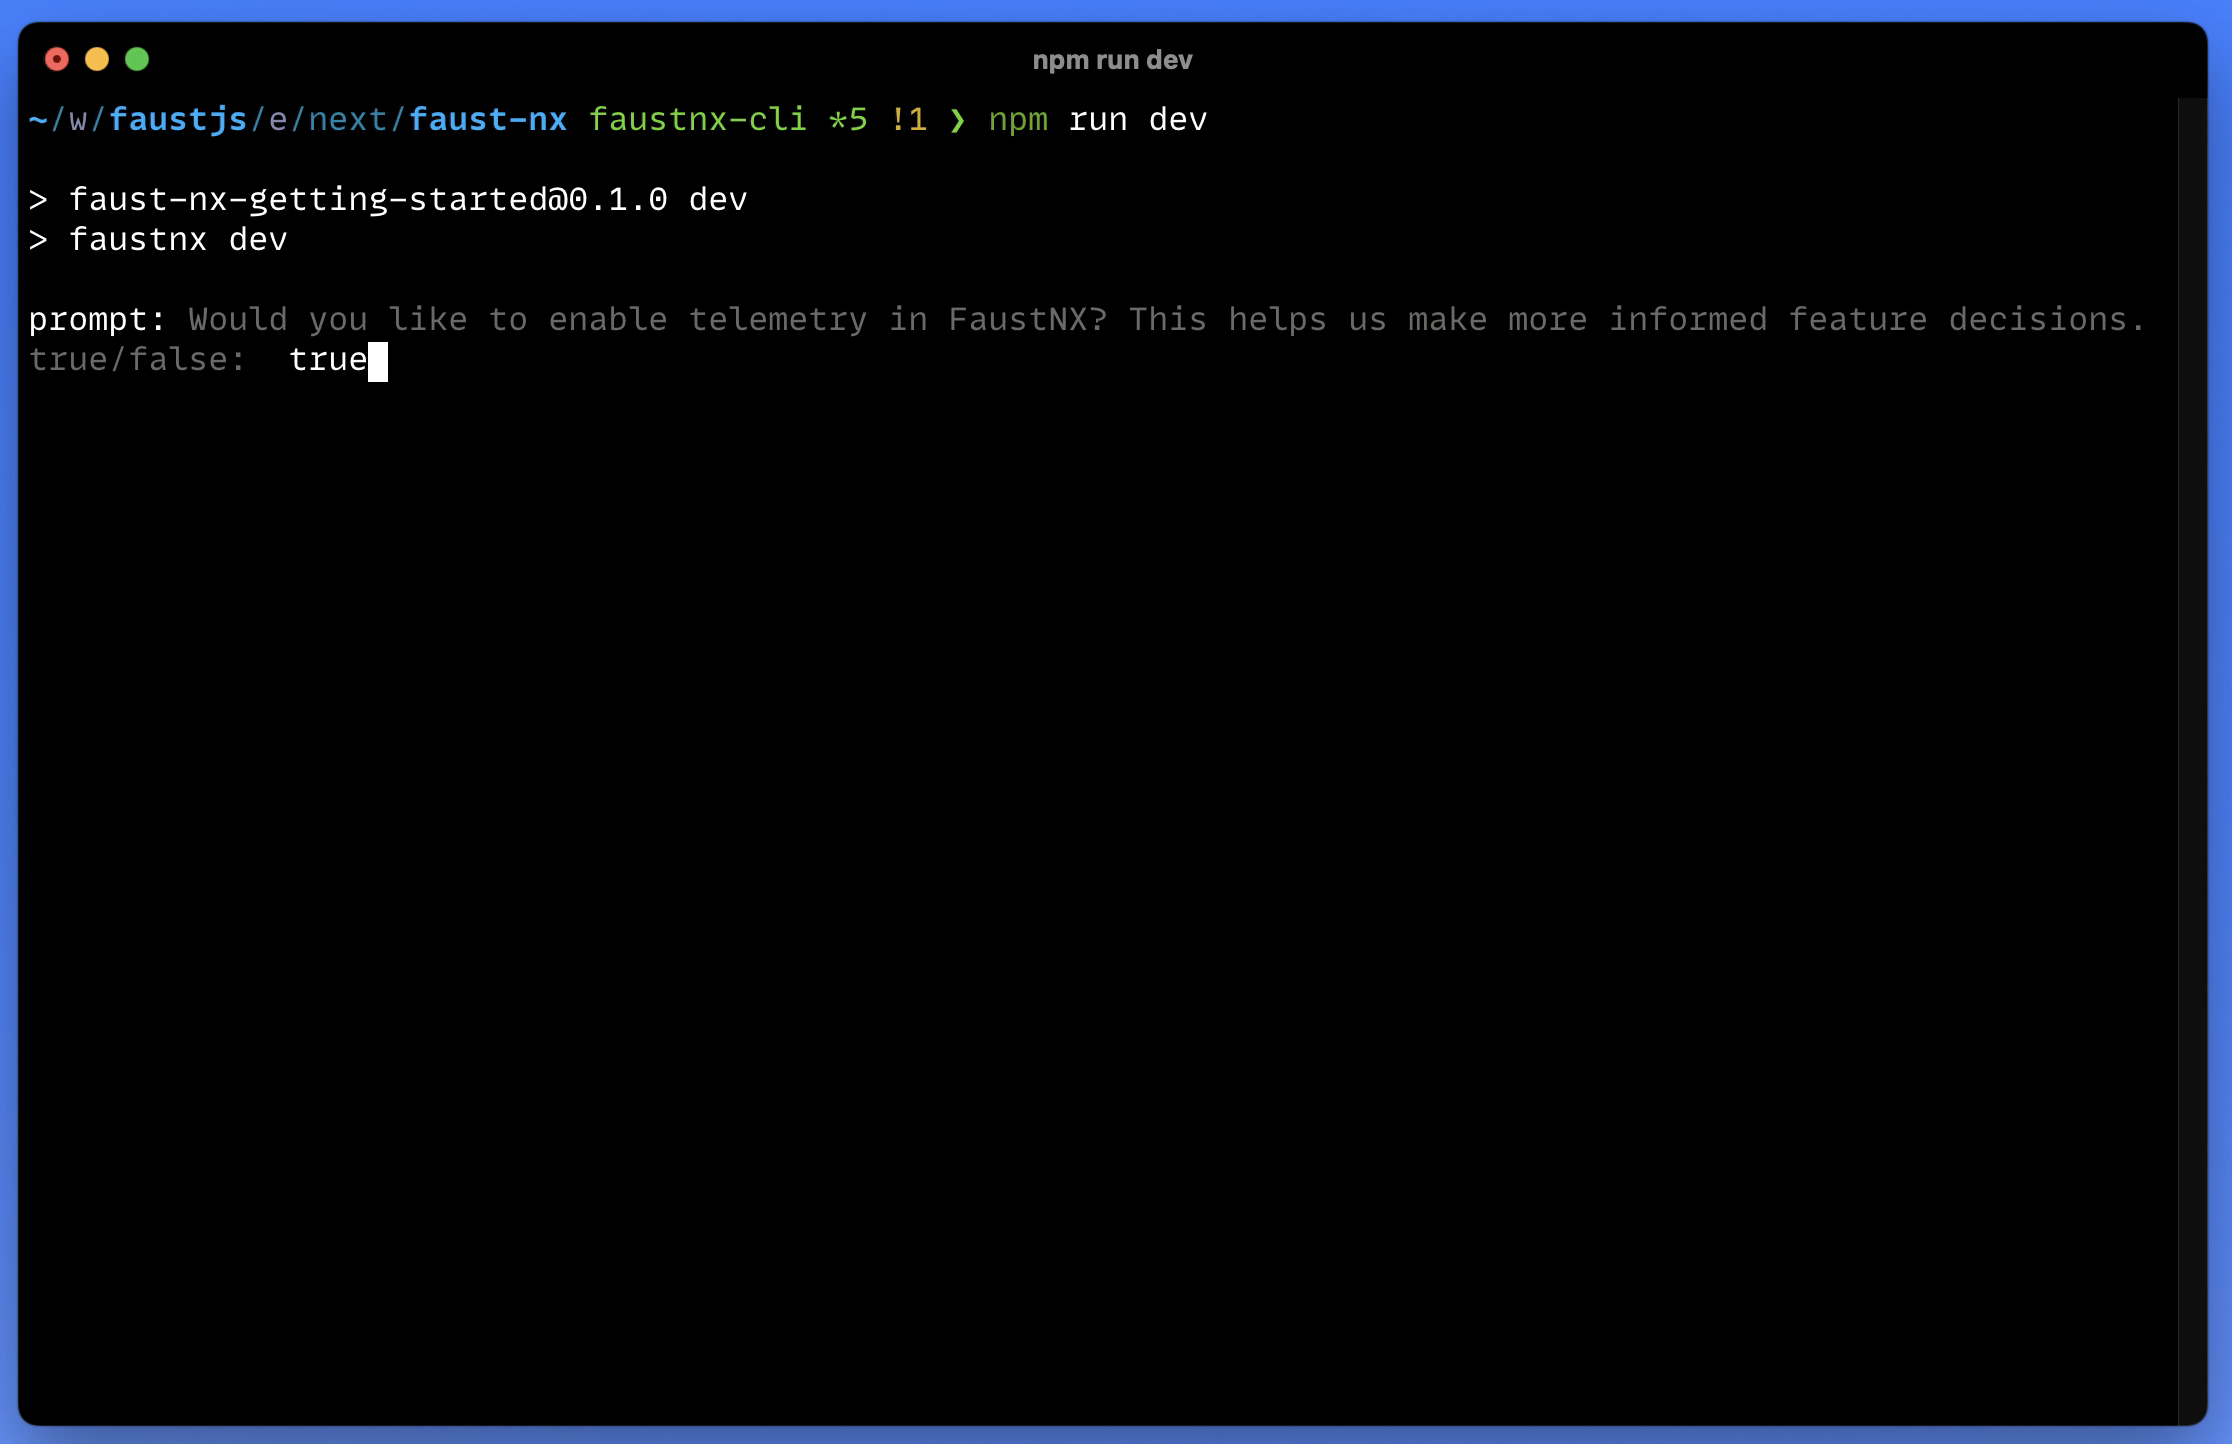 npm run dev
~/w/faustjs/e/next/faust-nx faustnx-cli *5 !1 ❯ npm run dev
> faust-nx-getting-started@0.1.0 dev
> faustnx dev
prompt: Would you like to enable telemetry in FaustNX? This helps us make more informed feature decisions.
true/false:  true